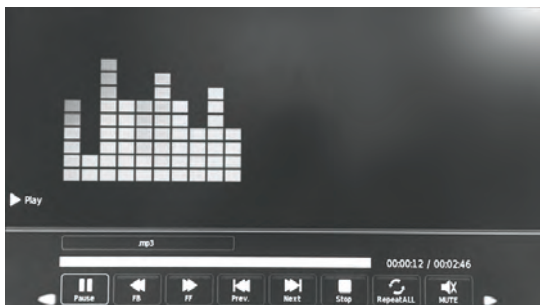 Play
.mp3
00:00:12 / 00:02:46
Pause FB FF Prev. Next Stop RepeatALL MUTE